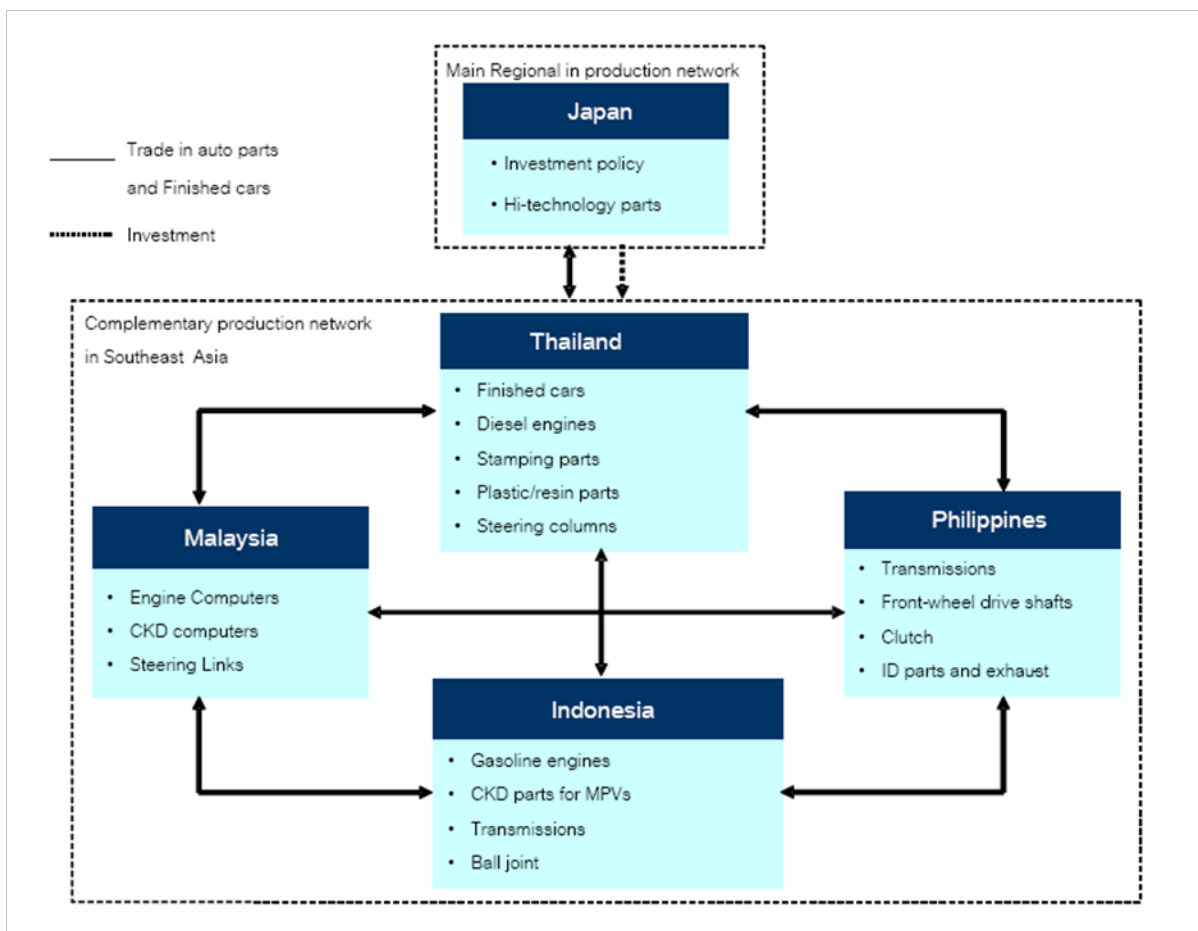 Main Regional in production network
Japan
• Investment policy
• Hi-technology parts
Trade in auto parts
and Finished cars
Investment
Complementary production network
in Southeast Asia
Thailand
• Finished cars
• Diesel engines
• Stamping parts
• Plastic/resin parts
• Steering columns
Malaysia
• Engine Computers
• CKD computers
• Steering Links
Philippines
• Transmissions
• Front-wheel drive shafts
• Clutch
• ID parts and exhaust
Indonesia
• Gasoline engines
• CKD parts for MPVs
• Transmissions
• Ball joint